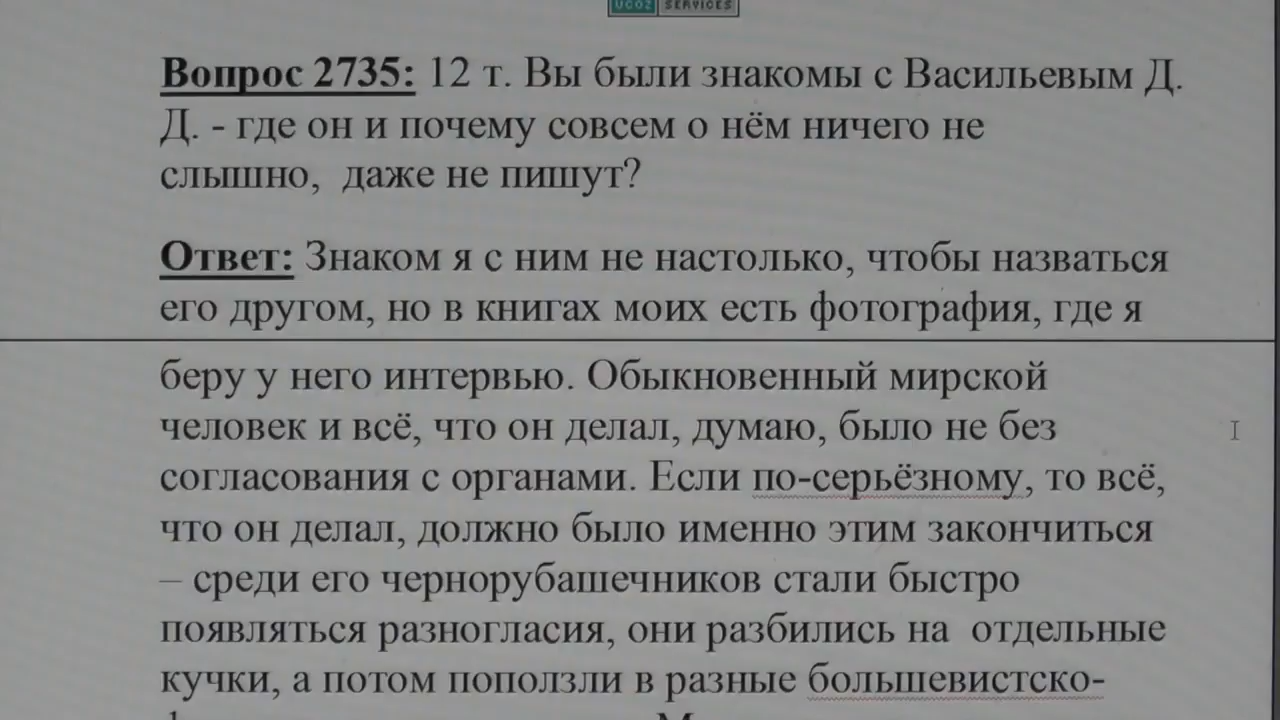 UCOZ SERVICES
Вопрос 2735: 12 т. Вы были знакомы с Васильевым Д.
Д. - где он и почему совсем о нём ничего не
слышно, даже не пишут?
Ответ: Знаком я с ним не настолько, чтобы назваться
его другом, но в книгах моих есть фотография, где я
беру у него интервью. Обыкновенный мирской
человек и всё, что он делал, думаю, было не без
согласования с органами. Если по-серьёзному, то всё,
что он делал, должно было именно этим закончиться
– среди его чернорубашечников стали быстро
появляться разногласия, они разбились на отдельные
кучки, а потом поползли в разные большевистско-